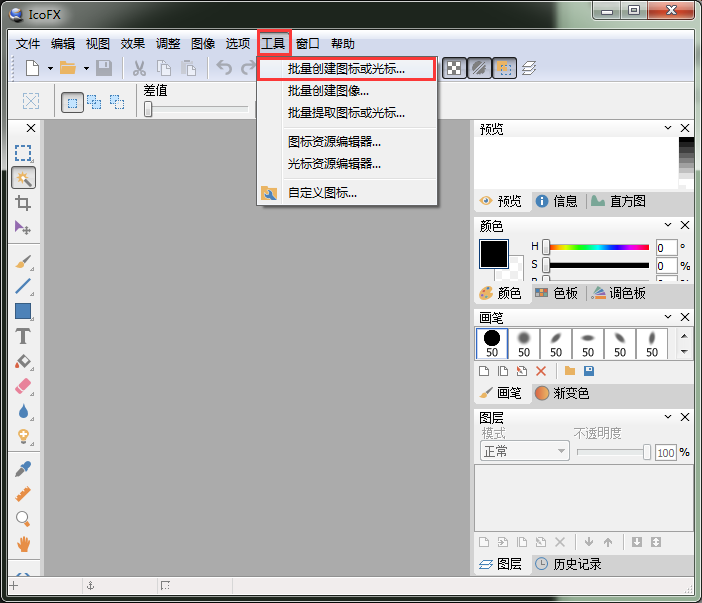 IcoFX
文件 编辑 视图 效果 调整 图像 选项 工具 窗口 帮助
批量创建图标或光标...
批量创建图像...
批量提取图标或光标...
图标资源编辑器...
光标资源编辑器...
自定义图标...
差值
预览
预览 信息 直方图
颜色
H 0 °
S 0 %
颜色 色板 调色板
画笔
50 50 50 50 50 50
画笔 渐变色
图层
模式 不透明度
正常 100 %
图层 历史记录